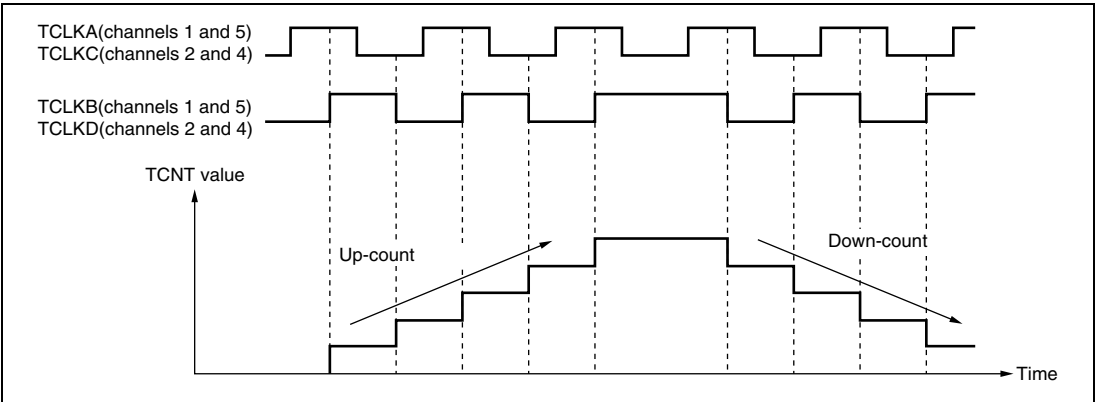 TCLKA(channels 1 and 5)
TCLKC(channels 2 and 4)
TCLKB(channels 1 and 5)
TCLKD(channels 2 and 4)
TCNT value
Up-count
Down-count
Time